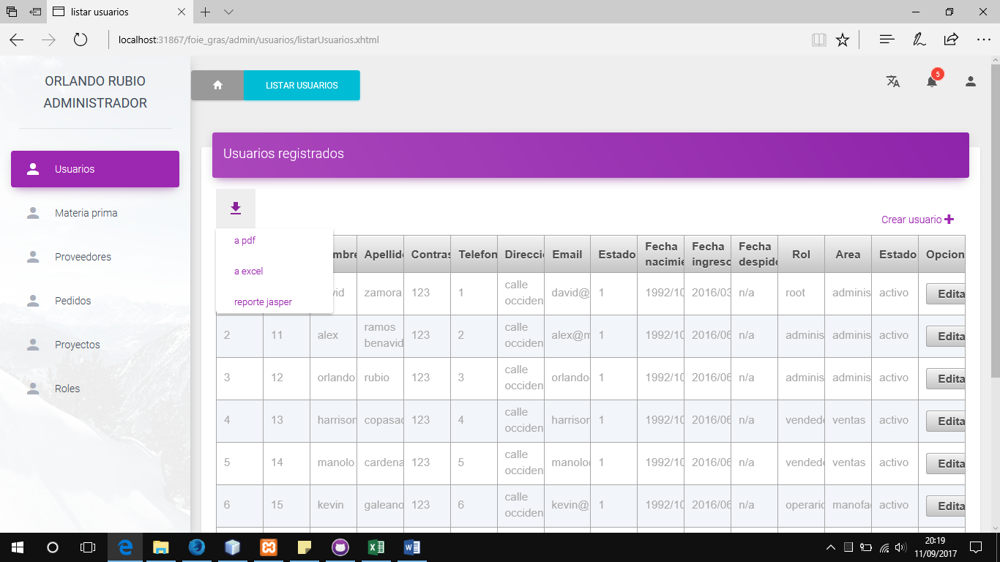 listar usuarios
localhost:31867/foie_gras/admin/usuarios/listarUsuarios.xhtml
ORLANDO RUBIO
ADMINISTRADOR
LISTAR USUARIOS
5
Usuarios
Materia prima
Proveedores
Pedidos
Proyectos
Roles
Usuarios registrados
Crear usuario
a pdf
a excel
reporte jasper
mbre Apellido Contras Telefon Direcci Email Estado Fecha nacimie Fecha ingreso Fecha despido Rol Area Estado Opcion
vid zamora 123 1 calle occiden david@ 1 1992/10 2016/03 n/a root adminis activo Edita
2 11 alex ramos benavid 123 2 calle occiden alex@m 1 1992/10 2016/06 n/a adminis adminis activo Edita
3 12 orlando rubio 123 3 calle occiden orlando 1 1992/10 2016/06 n/a adminis adminis activo Edita
4 13 harrison copasac 123 4 calle occiden harrison 1 1992/10 2016/06 n/a vendedo ventas activo Edita
5 14 manolo cardena 123 5 calle occiden manolo 1 1992/10 2016/06 n/a vendedo ventas activo Edita
6 15 kevin galeano 123 6 calle occiden kevin@ 1 1992/10 2016/06 n/a operario manofac activo Edita
20:19
11/09/2017